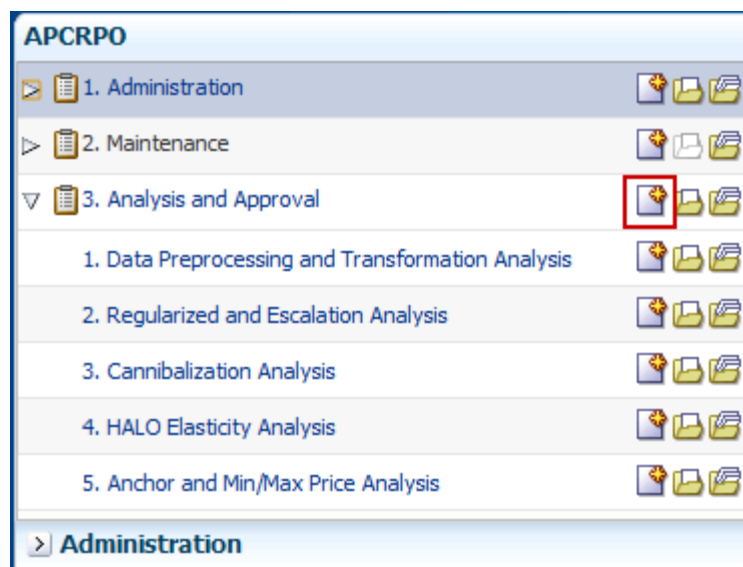 APCRPO
1. Administration
2. Maintenance
3. Analysis and Approval
1. Data Preprocessing and Transformation Analysis
2. Regularized and Escalation Analysis
3. Cannibalization Analysis
4. HALO Elasticity Analysis
5. Anchor and Min/Max Price Analysis
Administration